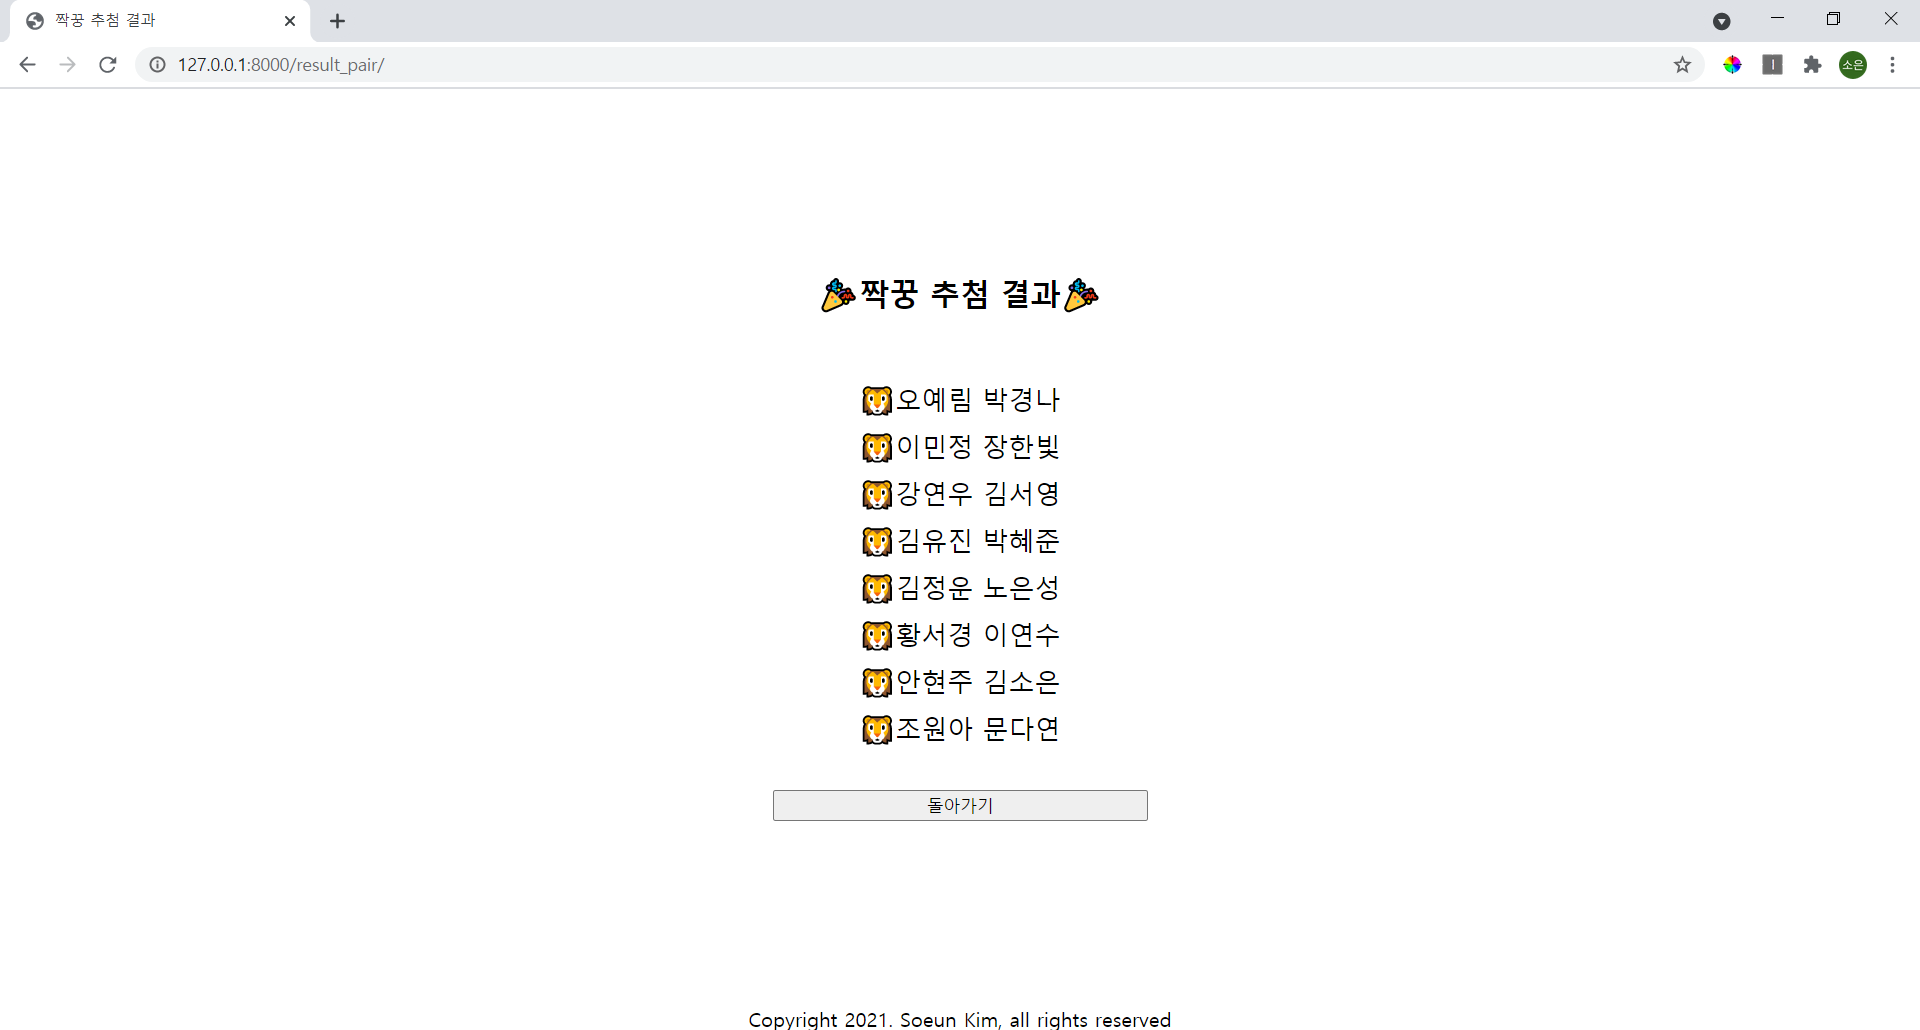 짝꿍 추첨 결과
127.0.0.1:8000/result_pair/
소은
🎉짝꿍 추첨 결과🎉
🦁오예림 박경나
🦁이민정 장한빛
🦁강연우 김서영
🦁김유진 박혜준
🦁김정운 노은성
🦁황서경 이연수
🦁안현주 김소은
🦁조원아 문다연
돌아가기
Copyright 2021. Soeun Kim, all rights reserved